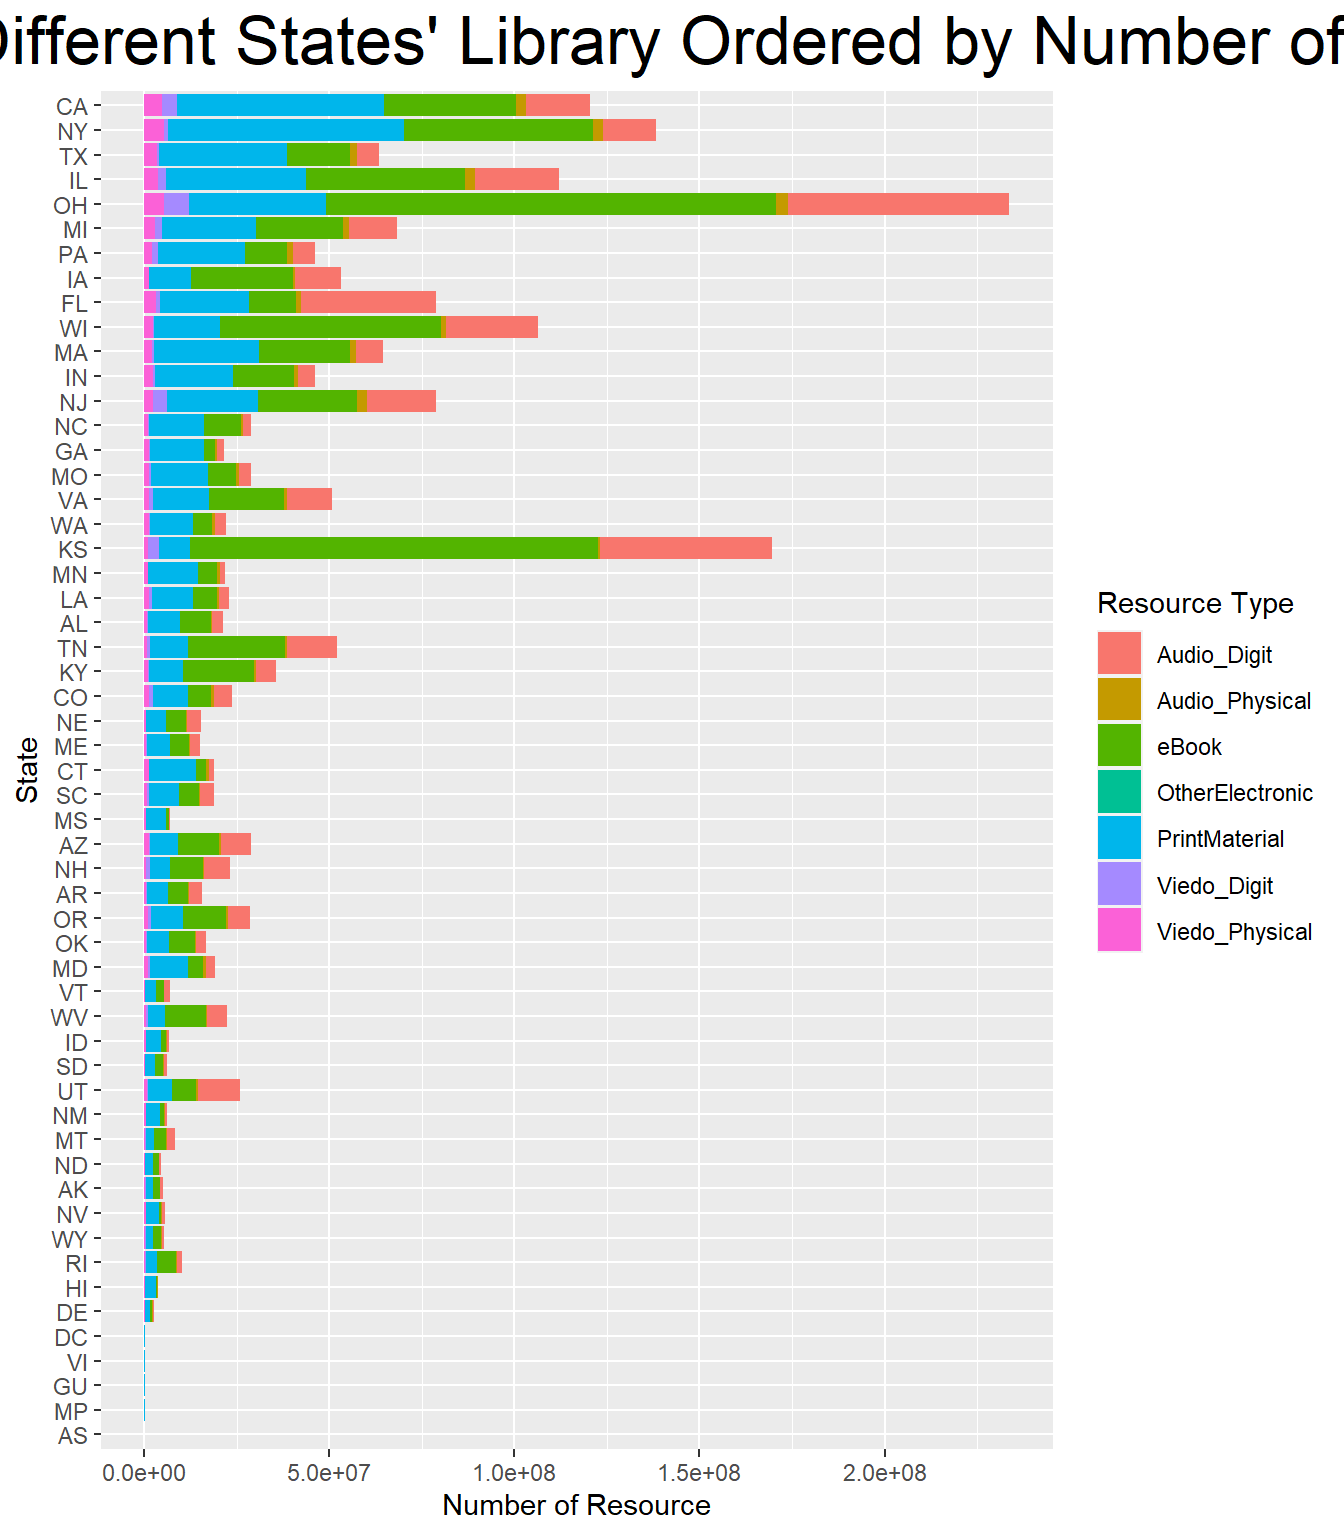 Different States' Library Ordered by Number of
CA
NY
TX
IL
OH
MI
PA
IA
FL
WI
MA
IN
NJ
NC
GA
MO
VA
WA
KS
MN
LA
AL
TN
KY
CO
NE
ME
CT
SC
MS
AZ
NH
AR
OR
OK
MD
VT
WV
ID
SD
UT
NM
MT
ND
AK
NV
WY
RI
HI
DE
DC
VI
GU
MP
AS
State
0.0e+00 5.0e+07 1.0e+08 1.5e+08 2.0e+08
Number of Resource
Resource Type
Audio_Digit
Audio_Physical
eBook
OtherElectronic
PrintMaterial
Viedo_Digit
Viedo_Physical